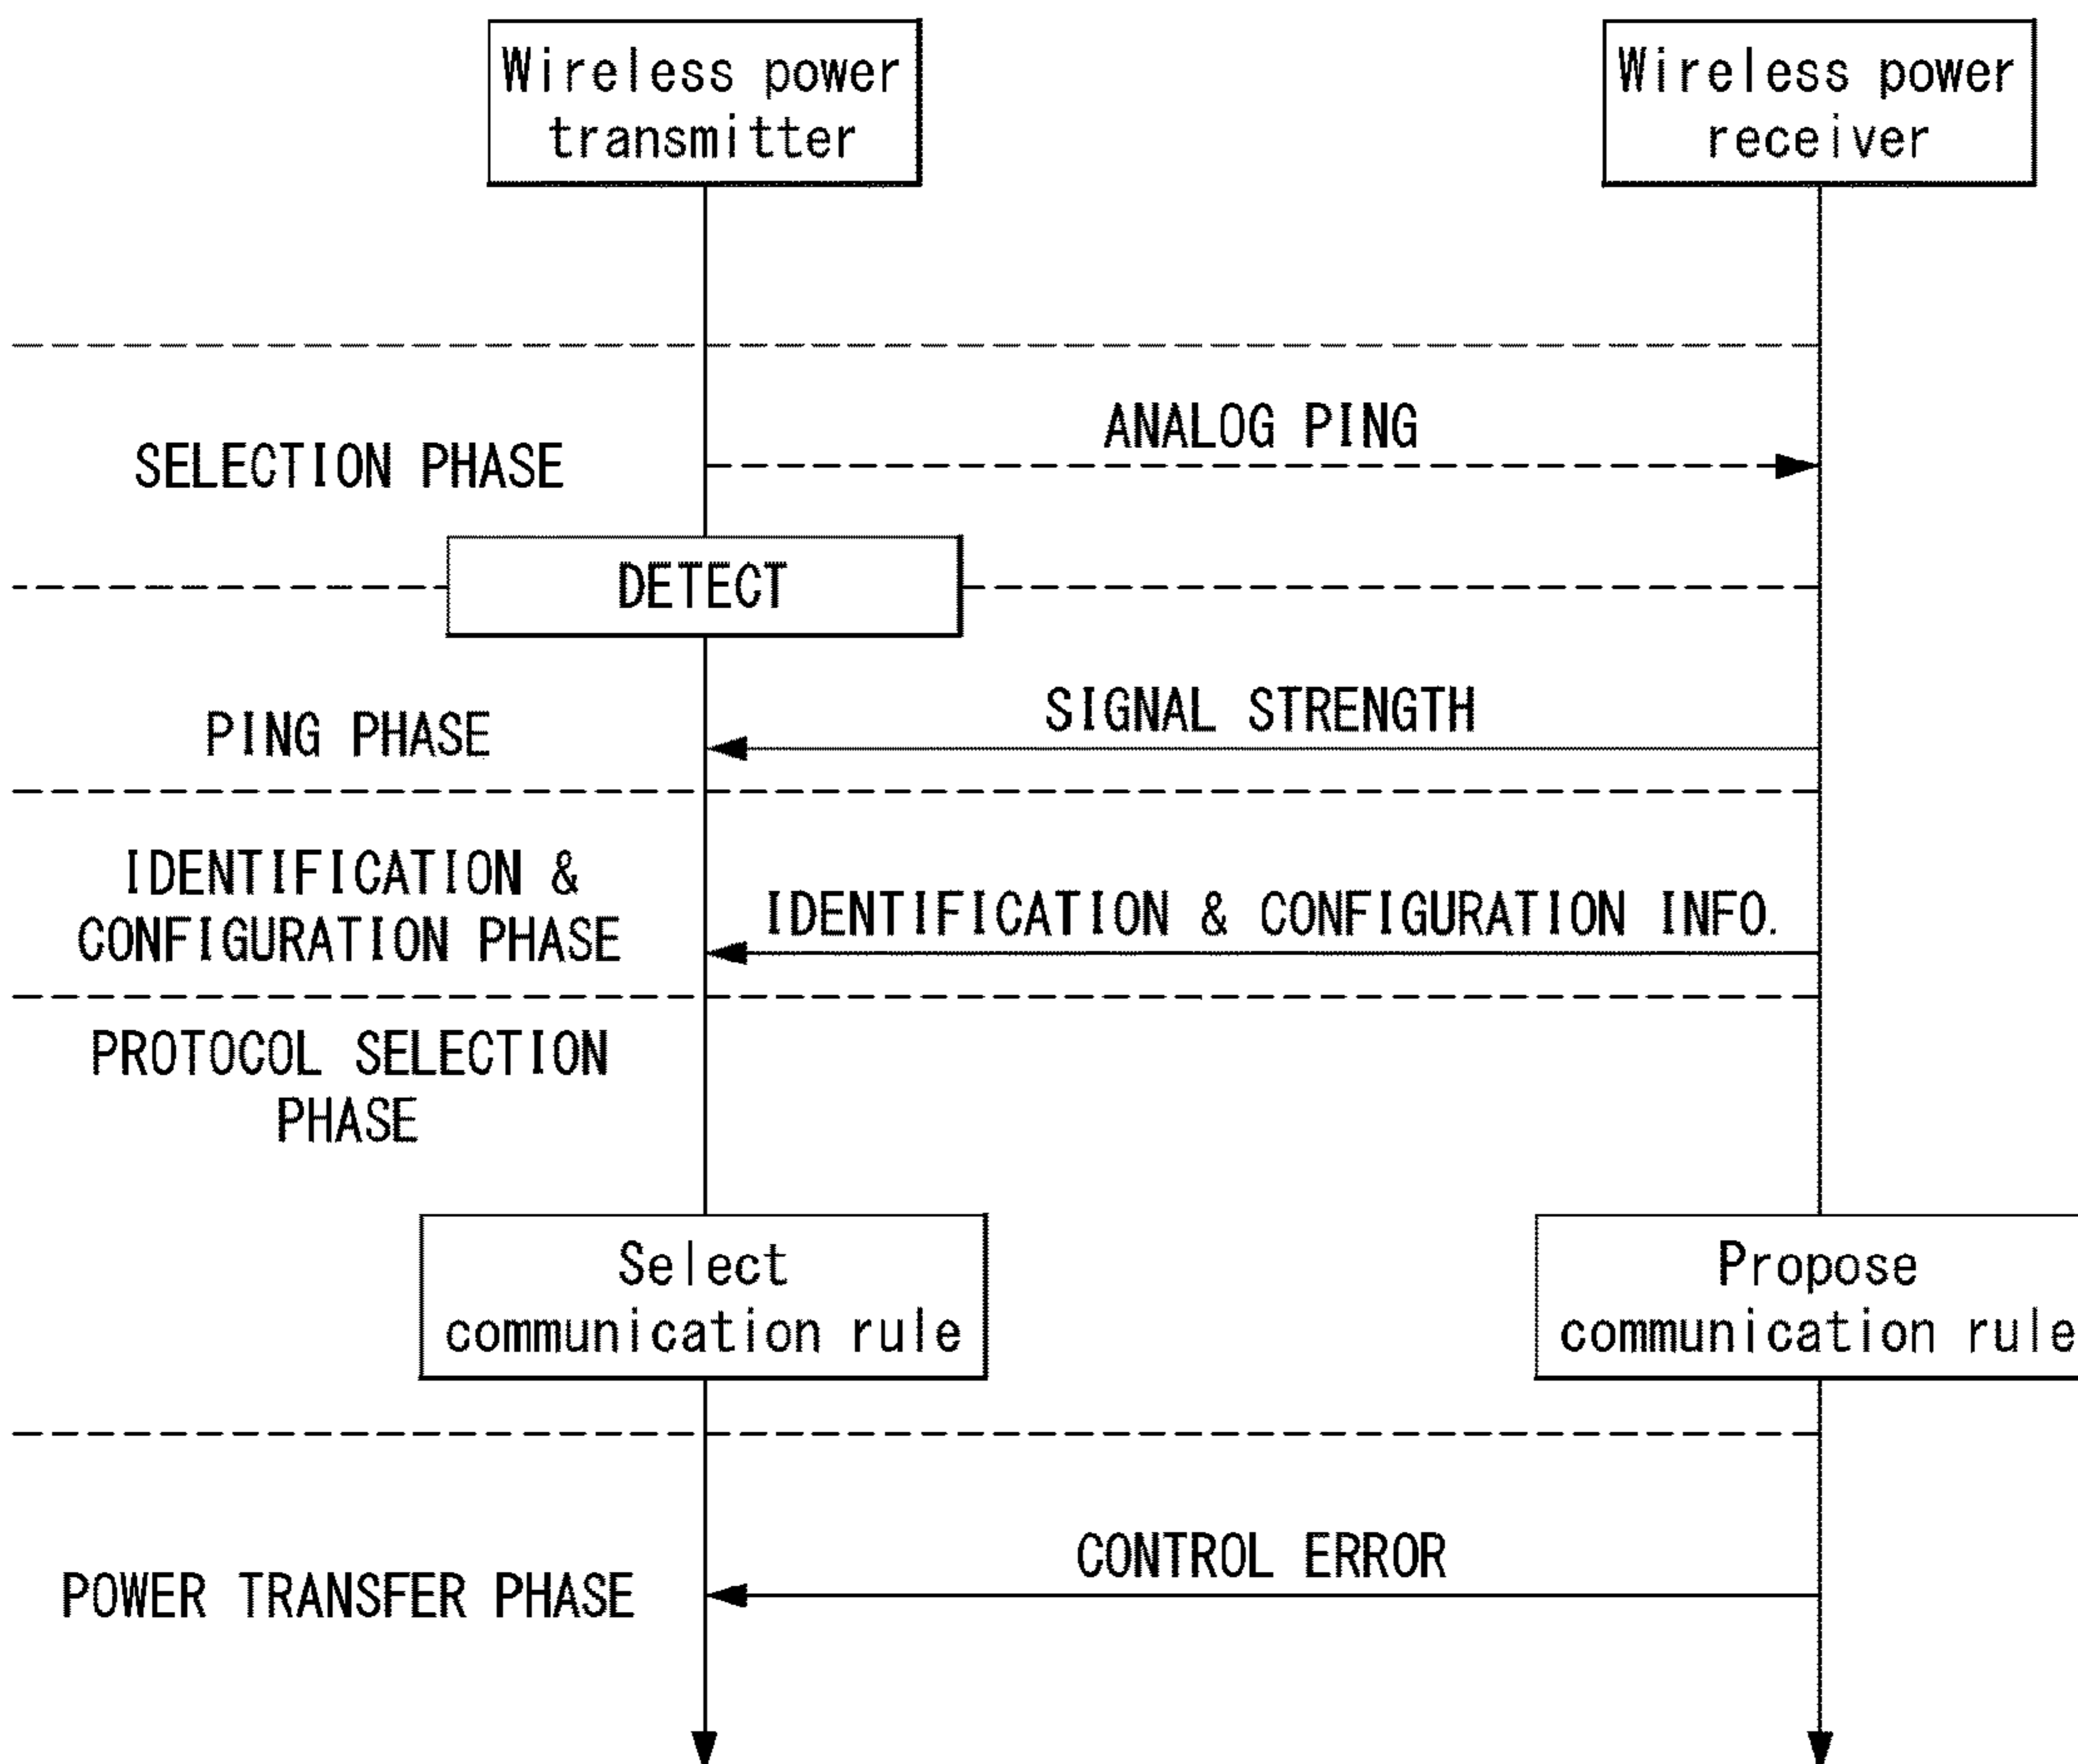 Wireless power
transmitter
Wireless power
receiver
ANALOG PING
SELECTION PHASE
DETECT
SIGNAL STRENGTH
PING PHASE
IDENTIFICATION &
CONFIGURATION PHASE
IDENTIFICATION & CONFIGURATION INFO.
PROTOCOL SELECTION
PHASE
Select
communication rule
Propose
communication rule
CONTROL ERROR
POWER TRANSFER PHASE